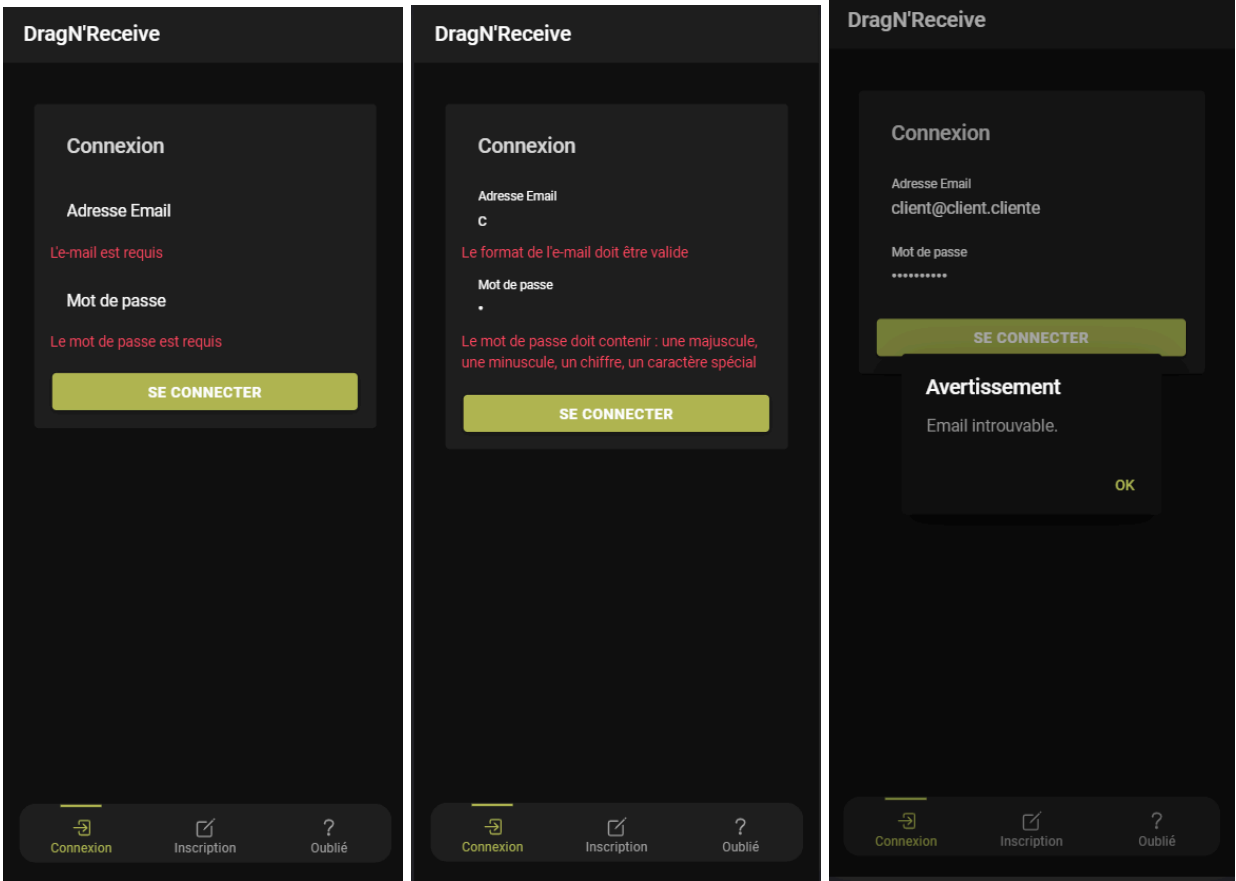 DragN'Receive
Connexion
Adresse Email
L'e-mail est requis
Mot de passe
Le mot de passe est requis
SE CONNECTER
Connexion
Inscription
?
Oublié
DragN'Receive
Connexion
Adresse Email
C
Le format de l'e-mail doit être valide
Mot de passe
•
Le mot de passe doit contenir : une majuscule,
une minuscule, un chiffre, un caractère spécial
SE CONNECTER
Connexion
Inscription
?
Oublié
DragN'Receive
Connexion
Adresse Email
client@client.cliente
Mot de passe
••••••••••
SE CONNECTER
Avertissement
Email introuvable.
OK
Connexion
Inscription
?
Oublié